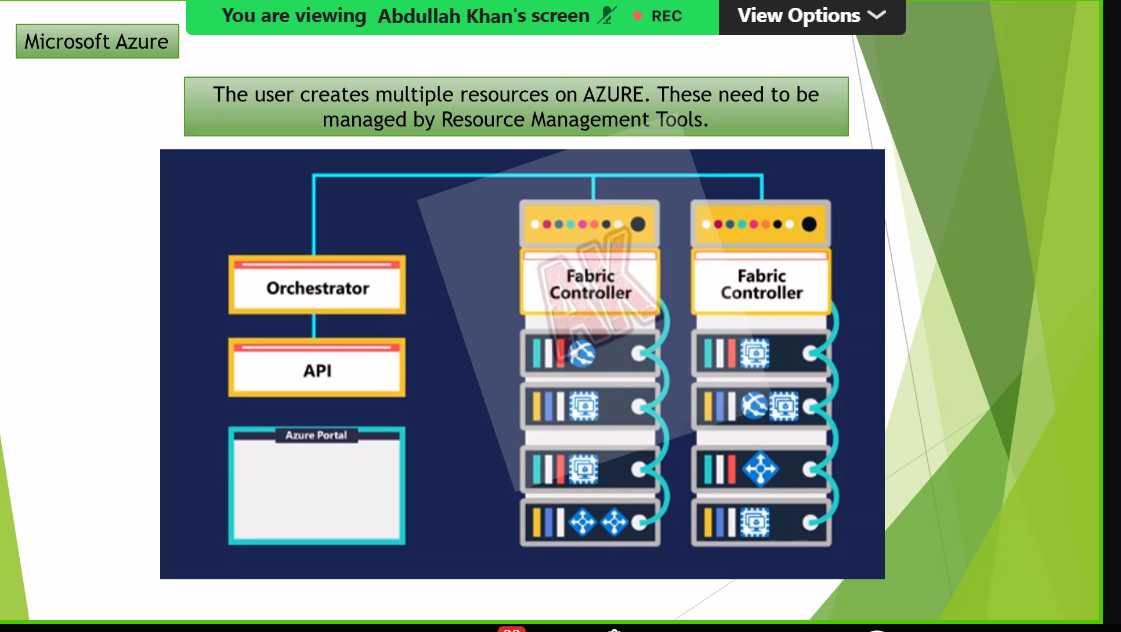 You are viewing Abdullah Khan's screen
REC
View Options
Microsoft Azure
The user creates multiple resources on AZURE. These need to be
managed by Resource Management Tools.
Orchestrator
API
Azure Portal
Fabric
Controller
Fabric
Controller
AK